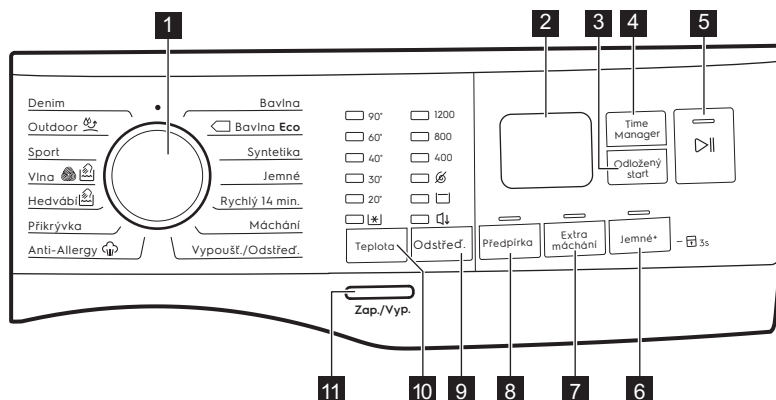 1
2
3
4
5
Denim
Outdoor
Sport
Vlna
Hedvábí
Přikrývka
Anti-Allergy
Bavlna
Bavlna Eco
Syntetika
Jemné
Rychlý 14 min.
Máchání
Vypoušť./Odstřeď.
90°
60°
40°
30°
20°
1200
800
400
Teplota
Odstřeď.
Time
Manager
Odložený
start
Předpírka
Extra
máchání
Jemné+
3s
Zap./Vyp.
11
10
9
8
7
6